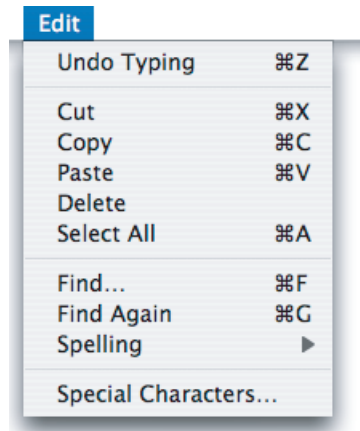 Edit
Undo Typing ⌘Z
Cut ⌘X
Copy ⌘C
Paste ⌘V
Delete
Select All ⌘A
Find... ⌘F
Find Again ⌘G
Spelling ▶
Special Characters...